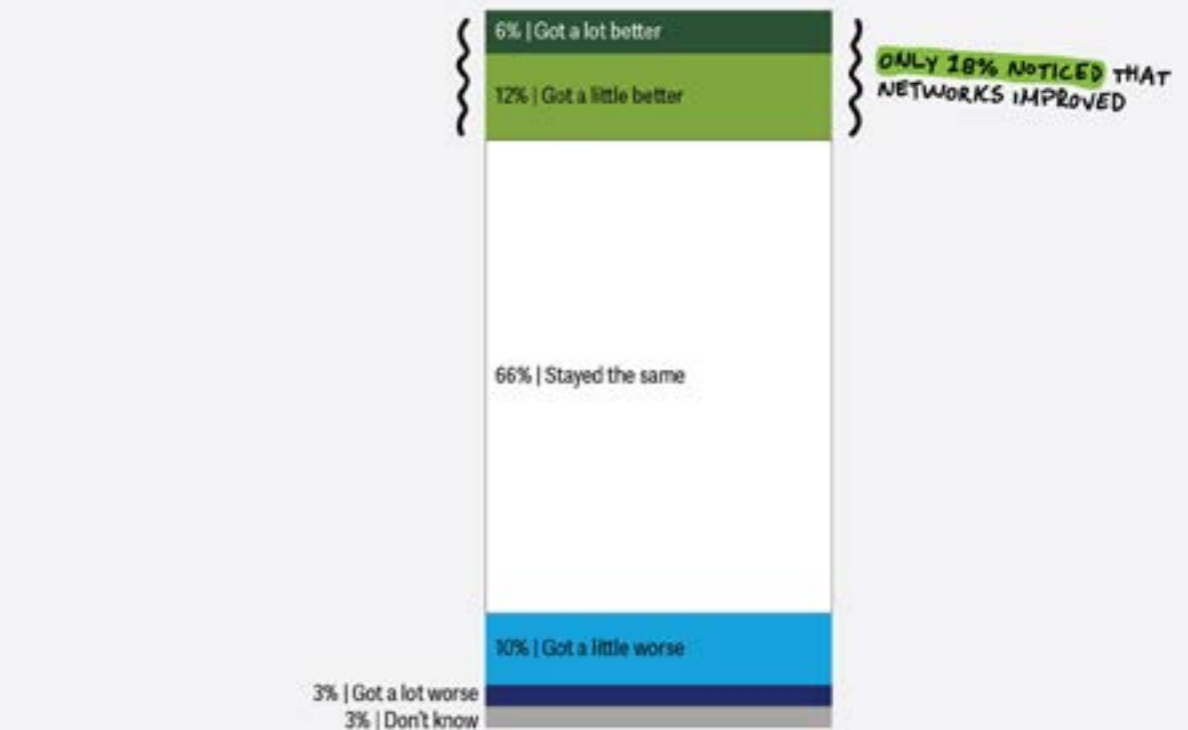 6% | Got a lot better
12% | Got a little better
ONLY 18% NOTICED THAT
NETWORKS IMPROVED
66% | Stayed the same
10% | Got a little worse
3% | Got a lot worse
3% | Don't know